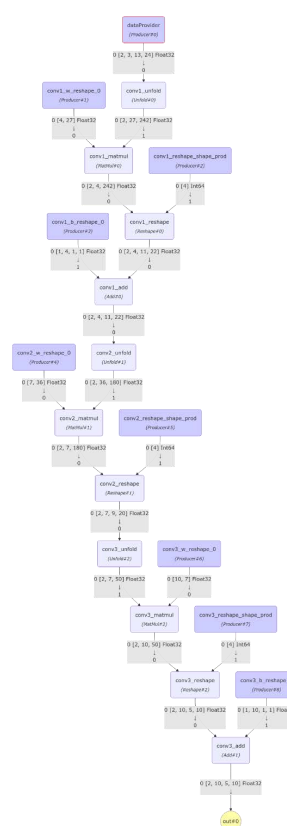 dataProvider
(Producer#0)
0 [2, 3, 13, 24] Float32
↓
0
conv1_w_reshape_0
(Producer#1)
conv1_unfold
(Unfold#0)
0 [4, 27] Float32
↓
0
0 [2, 27, 242] Float32
↓
1
conv1_matmul
(MatMul#0)
conv1_reshape_shape_prod
(Producer#2)
0 [2, 4, 242] Float32
↓
0
0 [4] Int64
↓
1
conv1_b_reshape_0
(Producer#3)
conv1_reshape
(Reshape#0)
0 [1, 4, 1, 1] Float32
↓
1
0 [2, 4, 11, 22] Float32
↓
0
conv1_add
(Add#0)
0 [2, 4, 11, 22] Float32
↓
0
conv2_w_reshape_0
(Producer#4)
conv2_unfold
(Unfold#1)
0 [7, 36] Float32
↓
0
0 [2, 36, 180] Float32
↓
1
conv2_matmul
(MatMul#1)
conv2_reshape_shape_prod
(Producer#5)
0 [2, 7, 180] Float32
↓
0
0 [4] Int64
↓
1
conv2_reshape
(Reshape#1)
0 [2, 7, 9, 20] Float32
↓
0
conv3_unfold
(Unfold#2)
conv3_w_reshape_0
(Producer#6)
0 [2, 7, 50] Float32
↓
1
0 [10, 7] Float32
↓
0
conv3_matmul
(MatMul#2)
conv3_reshape_shape_prod
(Producer#7)
0 [2, 10, 50] Float32
↓
0
0 [4] Int64
↓
1
conv3_reshape
(Reshape#2)
conv3_b_reshape
(Producer#8)
0 [2, 10, 5, 10] Float32
↓
0
0 [1, 10, 1, 1] Float3
↓
1
conv3_add
(Add#1)
0 [2, 10, 5, 10] Float32
↓
out#0